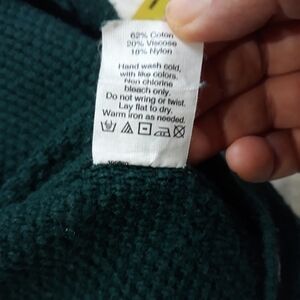 62% Coton
20% Viscose
18% Nylon
Hand wash cold,
with like colors.
Non chlorine
bleach only.
Do not wring or twist.
Lay flat to dry.
Warm iron as needed.